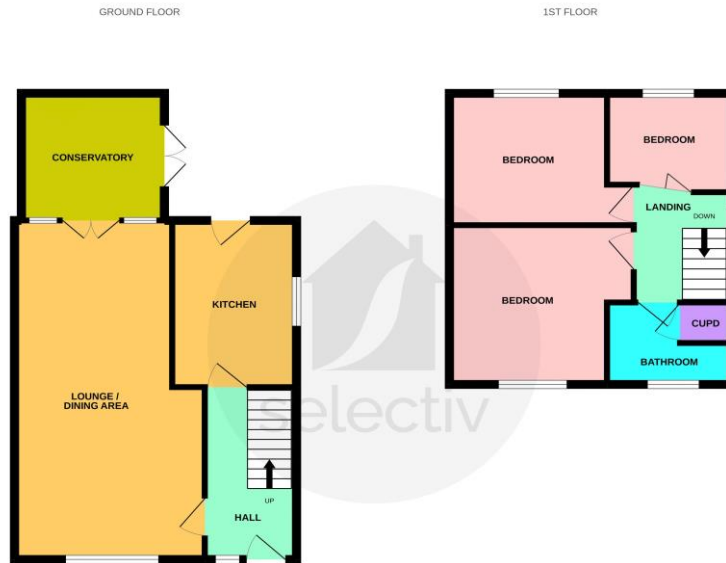 GROUND FLOOR
1ST FLOOR
CONSERVATORY
BEDROOM
BEDROOM
LANDING
DOWN
KITCHEN
BEDROOM
CUPD
BATHROOM
LOUNGE /
DINING AREA
selectiv
UP
HALL